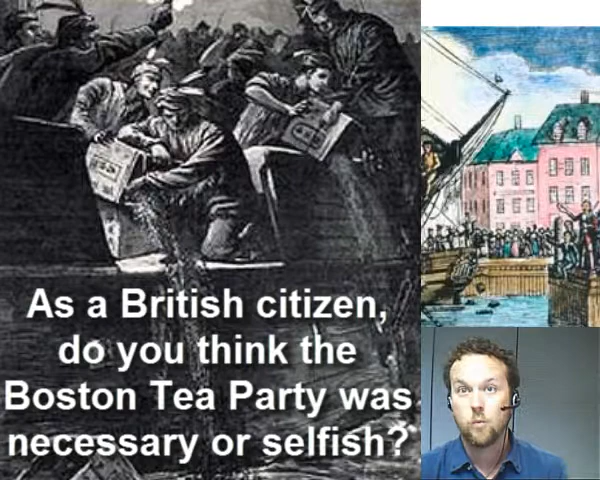 As a British citizen,
do you think the
Boston Tea Party was
necessary or selfish?